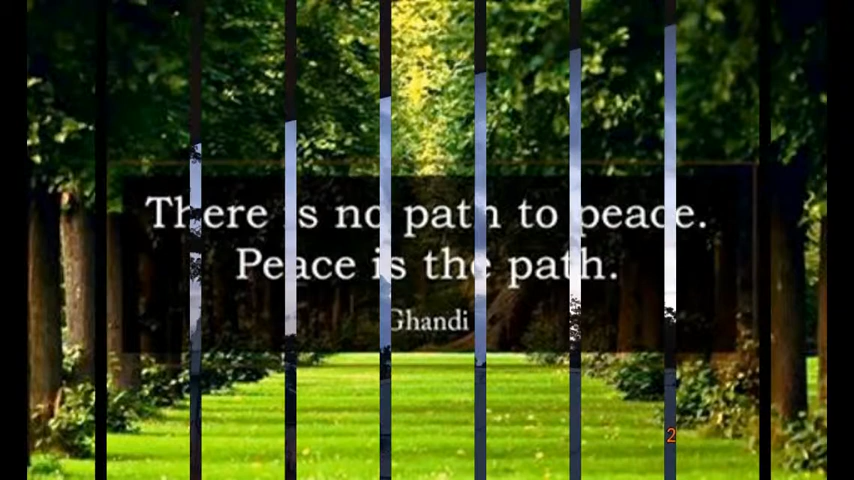 There is no path to peace.
Peace is the path.
Ghandi
2